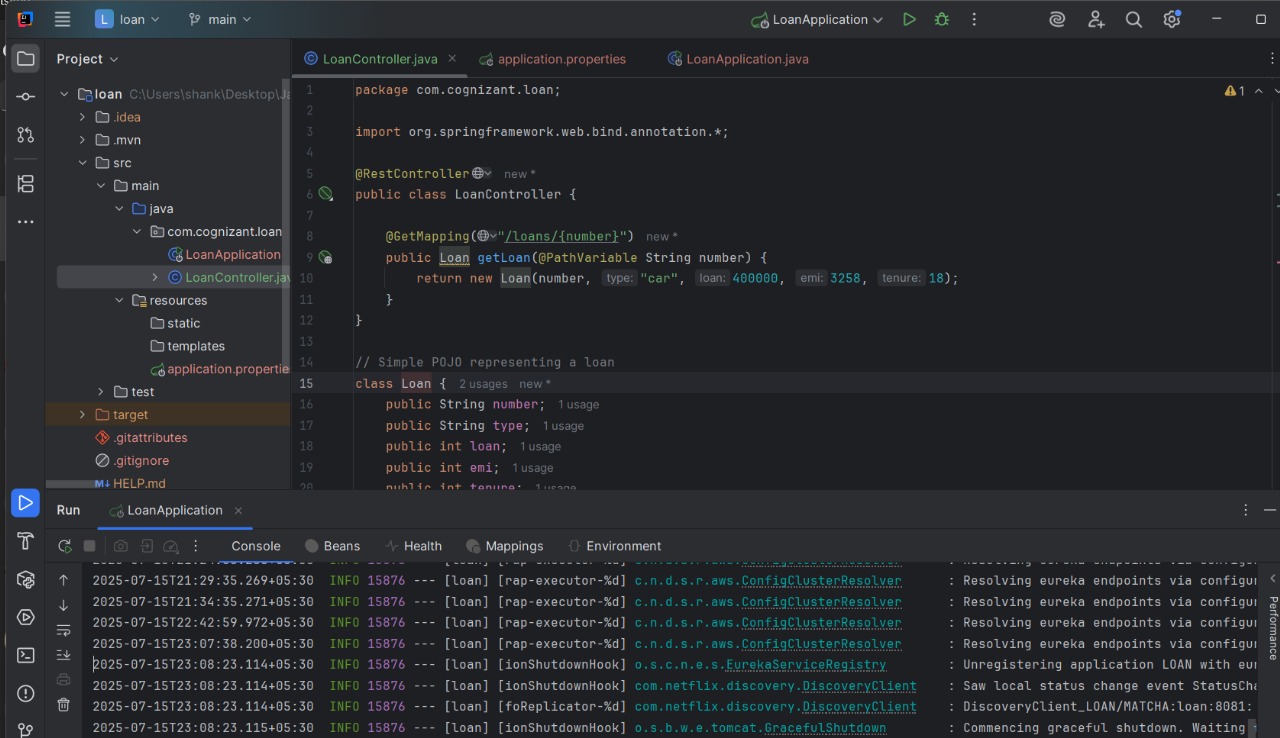 L loan main LoanApplication
Project
LoanController.java
application.properties
LoanApplication.java
loan C:\Users\shank\Desktop\Ja
.idea
.mvn
src
main
java
com.cognizant.loan
LoanApplication
LoanController.jav
resources
static
templates
application.propertie
test
target
.gitattributes
.gitignore
M↓ HELP.md
1
1 package com.cognizant.loan;
2
3 import org.springframework.web.bind.annotation.*;
4
5 @RestController new *
6 public class LoanController {
7
8 @GetMapping("/loans/{number}") new *
9 public Loan getLoan(@PathVariable String number) {
10 return new Loan(number, type: "car", loan: 400000, emi: 3258, tenure: 18);
11 }
12 }
13
14 // Simple POJO representing a loan
15 class Loan { 2 usages new *
16 public String number; 1 usage
17 public String type; 1 usage
18 public int loan; 1 usage
19 public int emi; 1 usage
20 public int tenure; 1 usage
Run LoanApplication
Console Beans Health Mappings Environment
2025-07-15T21:29:35.269+05:30 INFO 15876 --- [loan] [rap-executor-%d] c.n.d.s.r.aws.ConfigClusterResolver : Resolving eureka endpoints via configur
2025-07-15T21:34:35.271+05:30 INFO 15876 --- [loan] [rap-executor-%d] c.n.d.s.r.aws.ConfigClusterResolver : Resolving eureka endpoints via configur
2025-07-15T22:42:59.972+05:30 INFO 15876 --- [loan] [rap-executor-%d] c.n.d.s.r.aws.ConfigClusterResolver : Resolving eureka endpoints via configur
2025-07-15T23:07:38.200+05:30 INFO 15876 --- [loan] [rap-executor-%d] c.n.d.s.r.aws.ConfigClusterResolver : Resolving eureka endpoints via configur
2025-07-15T23:08:23.114+05:30 INFO 15876 --- [loan] [ionShutdownHook] o.s.c.n.e.s.EurekaServiceRegistry : Unregistering application LOAN with eur
2025-07-15T23:08:23.114+05:30 INFO 15876 --- [loan] [ionShutdownHook] com.netflix.discovery.DiscoveryClient : Saw local status change event StatusCha
2025-07-15T23:08:23.114+05:30 INFO 15876 --- [loan] [foReplicator-%d] com.netflix.discovery.DiscoveryClient : DiscoveryClient_LOAN/MATCHA:loan:8081:
2025-07-15T23:08:23.115+05:30 INFO 15876 --- [loan] [ionShutdownHook] o.s.b.w.e.tomcat.GracefulShutdown : Commencing graceful shutdown. Waiting f
Performance